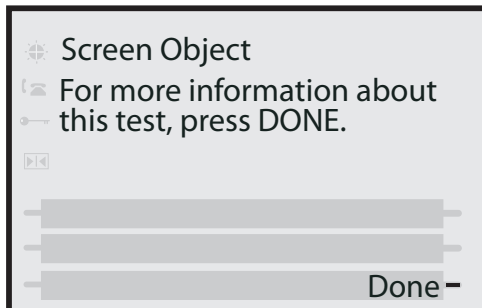 Screen Object
For more information about
this test, press DONE.
Done